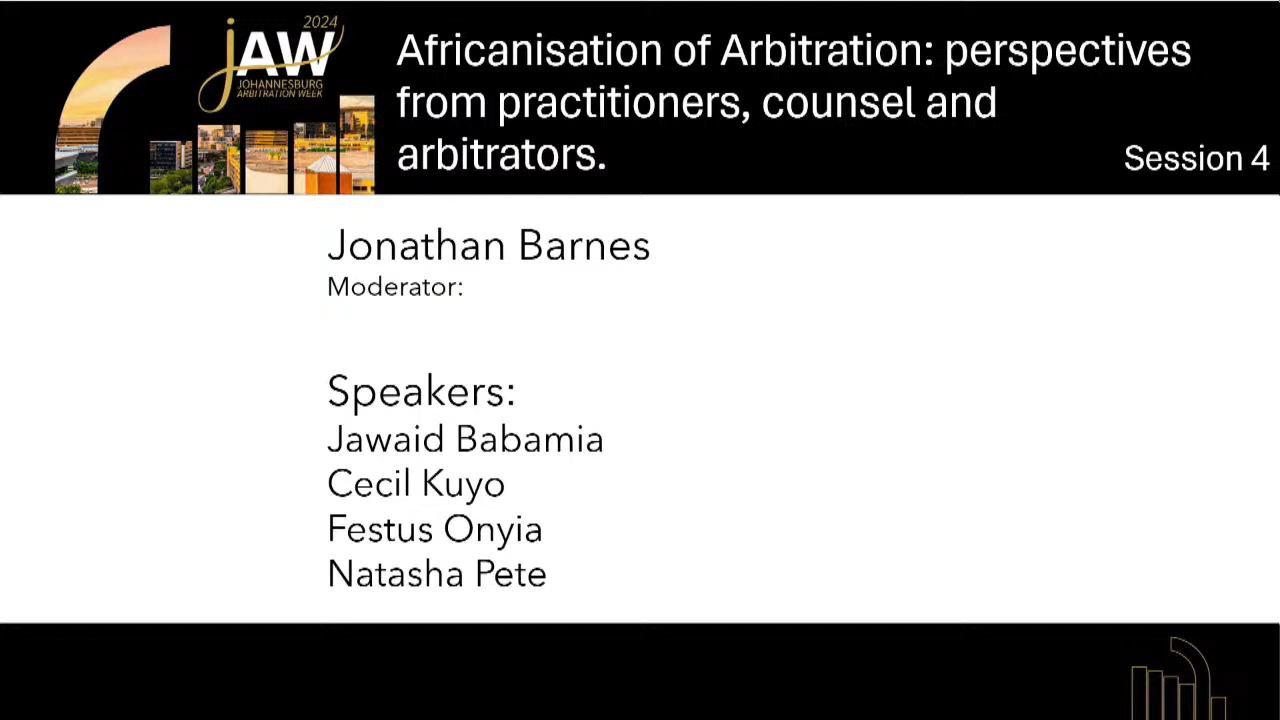 2024
jAW
JOHANNESBURG
ARBITRATION WEEK
Africanisation of Arbitration: perspectives
from practitioners, counsel and
arbitrators.
Session 4
Jonathan Barnes
Moderator:
Speakers:
Jawaid Babamia
Cecil Kuyo
Festus Onyia
Natasha Pete